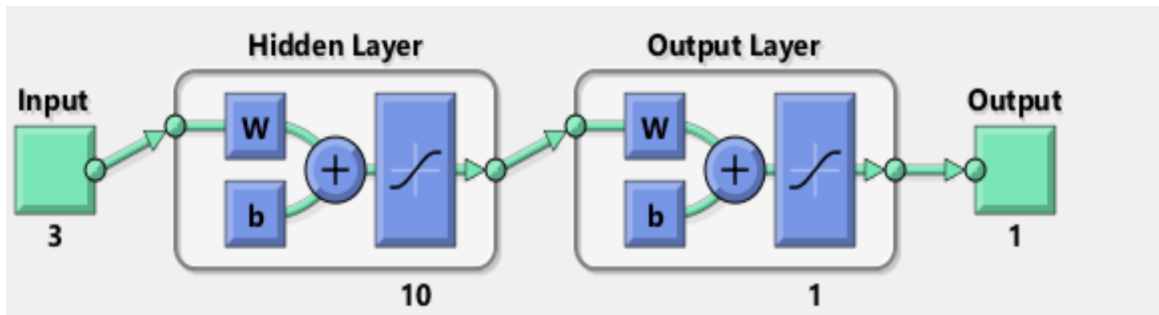 Hidden Layer
Output Layer
Input
Output
W
+
b
W
+
b
3
1
10
1